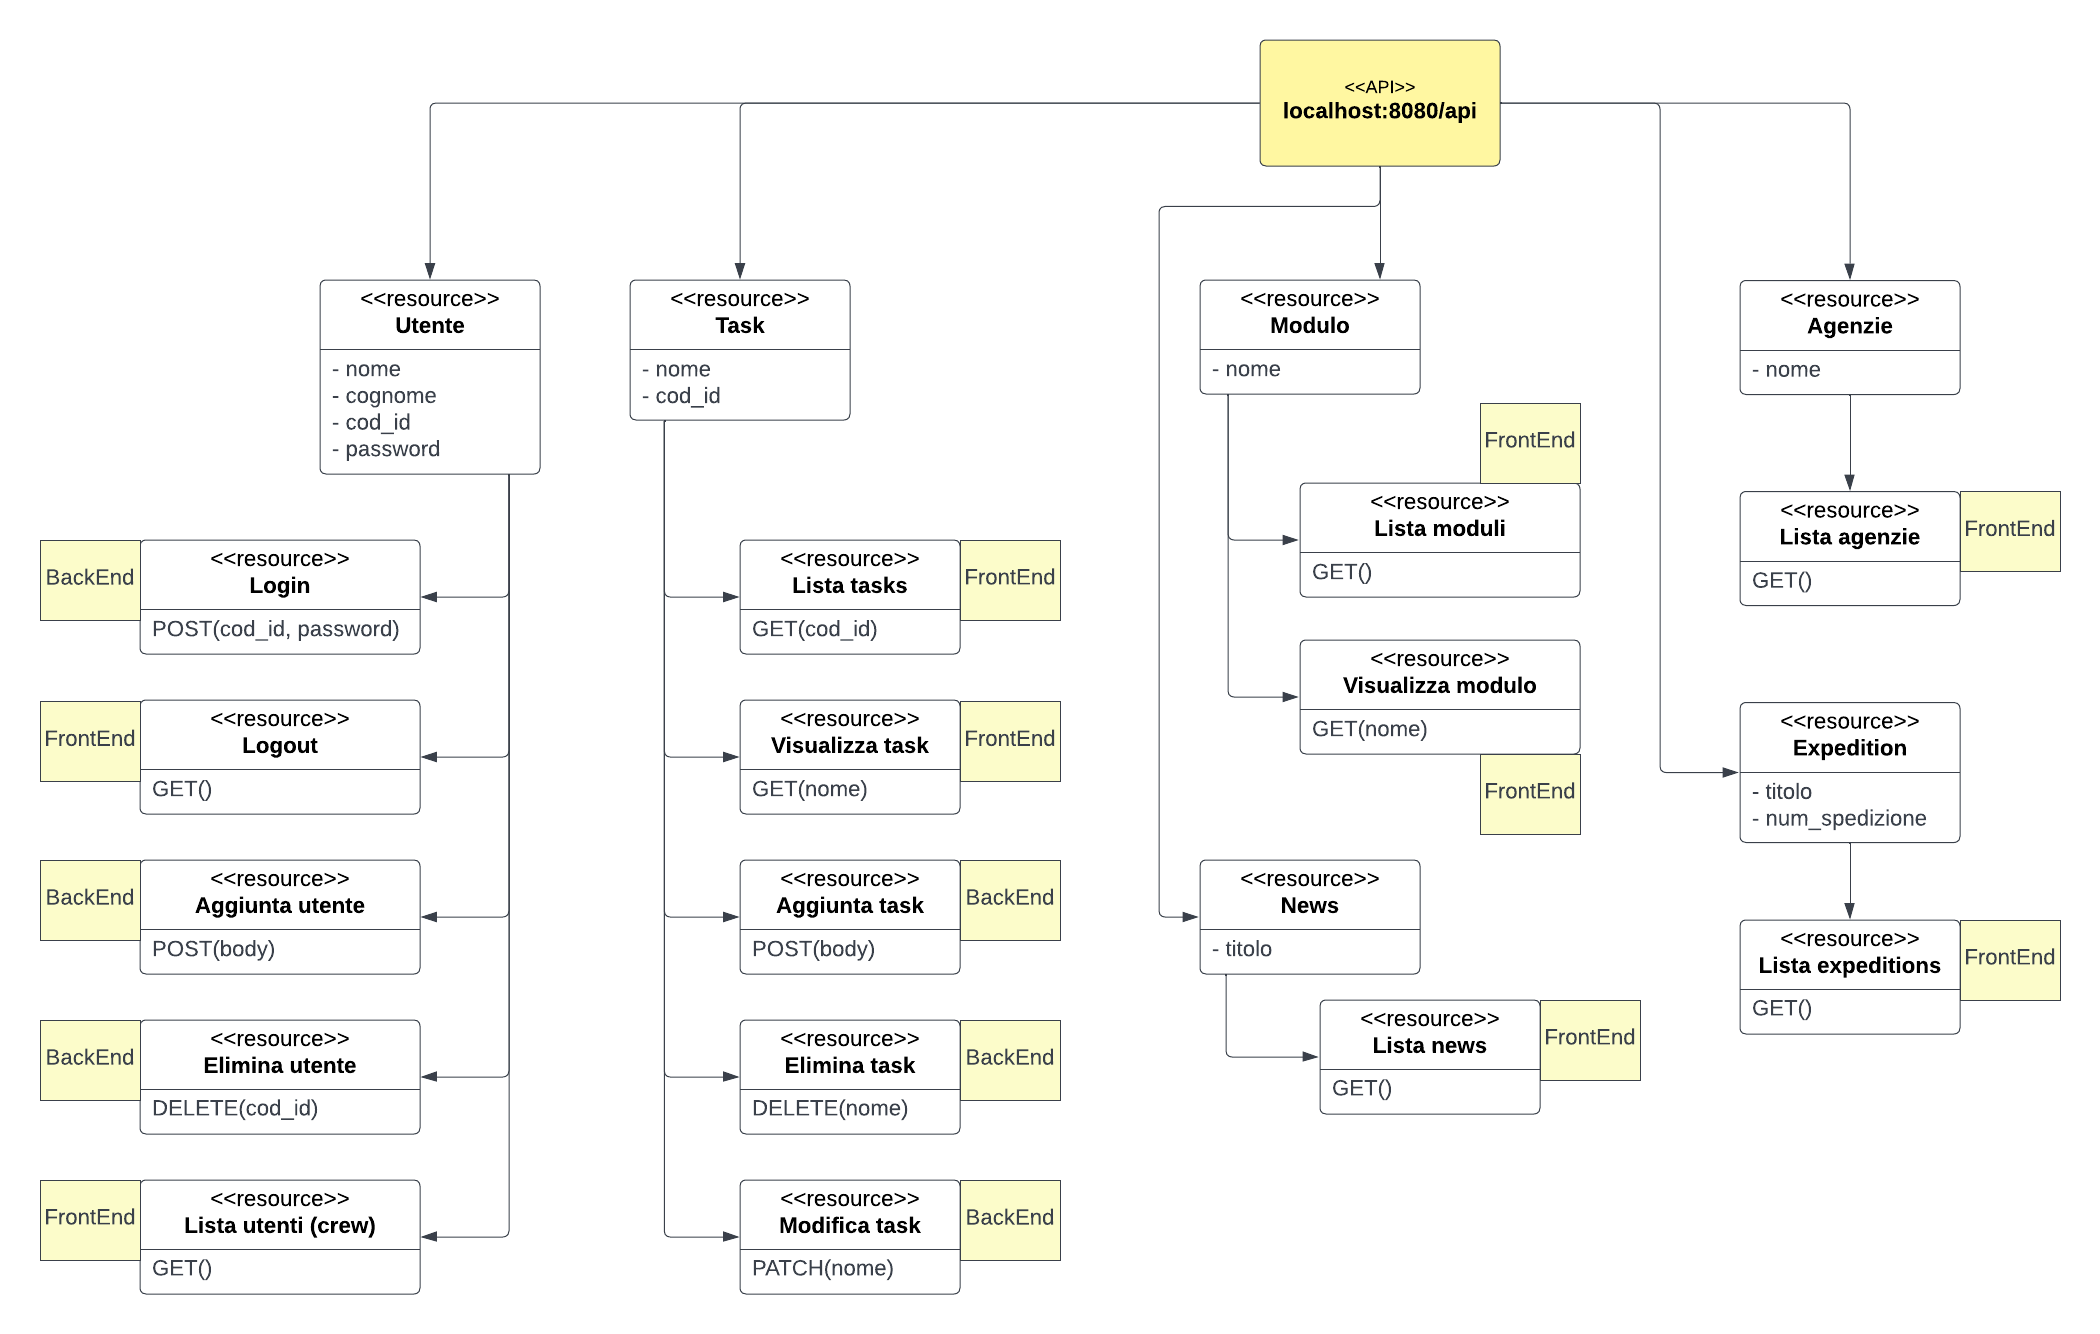 <<API>>
localhost:8080/api
<<resource>>
Utente
- nome
- cognome
- cod_id
- password
BackEnd
<<resource>>
Login
POST(cod_id, password)
FrontEnd
<<resource>>
Logout
GET()
BackEnd
<<resource>>
Aggiunta utente
POST(body)
BackEnd
<<resource>>
Elimina utente
DELETE(cod_id)
FrontEnd
<<resource>>
Lista utenti (crew)
GET()
<<resource>>
Task
- nome
- cod_id
<<resource>>
Lista tasks
GET(cod_id)
FrontEnd
<<resource>>
Visualizza task
GET(nome)
FrontEnd
<<resource>>
Aggiunta task
POST(body)
BackEnd
<<resource>>
Elimina task
DELETE(nome)
BackEnd
<<resource>>
Modifica task
PATCH(nome)
BackEnd
<<resource>>
Modulo
- nome
FrontEnd
<<resource>>
Lista moduli
GET()
<<resource>>
Visualizza modulo
GET(nome)
FrontEnd
<<resource>>
News
- titolo
<<resource>>
Lista news
GET()
FrontEnd
<<resource>>
Agenzie
- nome
<<resource>>
Lista agenzie
GET()
FrontEnd
<<resource>>
Expedition
- titolo
- num_spedizione
<<resource>>
Lista expeditions
GET()
FrontEnd